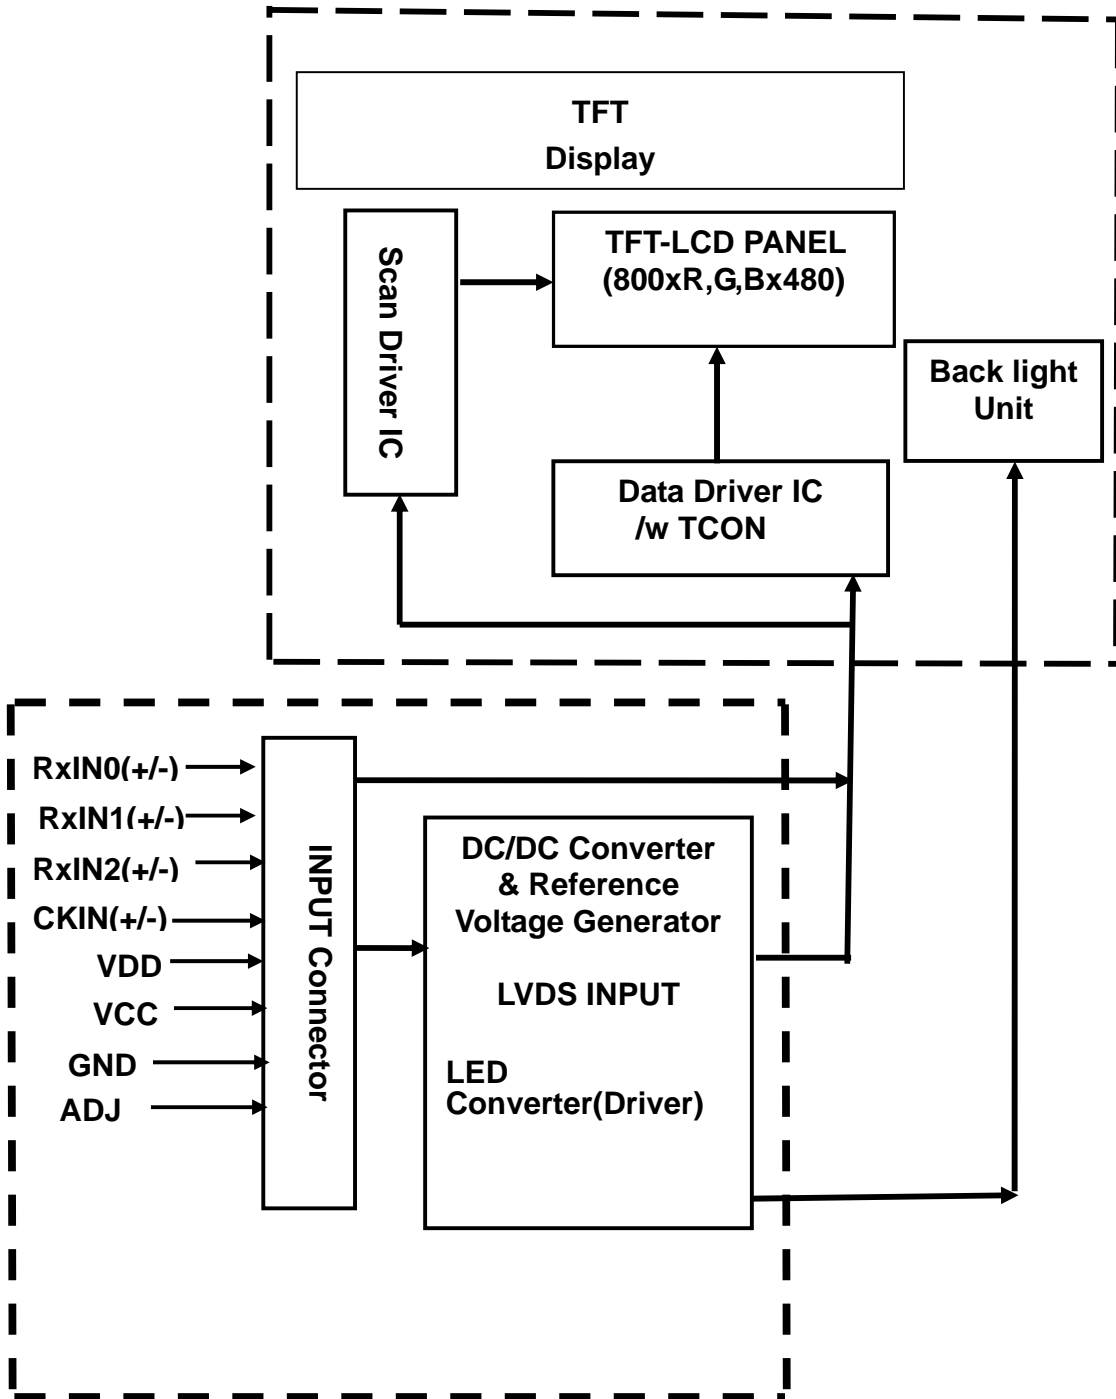 TFT
Display
Scan Driver IC
TFT-LCD PANEL
(800xR,G,Bx480)
Back light
Unit
Data Driver IC
/w TCON
RxIN0(+/-)
RxIN1(+/-)
RxIN2(+/-)
CKIN(+/-)
VDD
VCC
GND
ADJ
INPUT Connector
DC/DC Converter
& Reference
Voltage Generator
LVDS INPUT
LED
Converter(Driver)